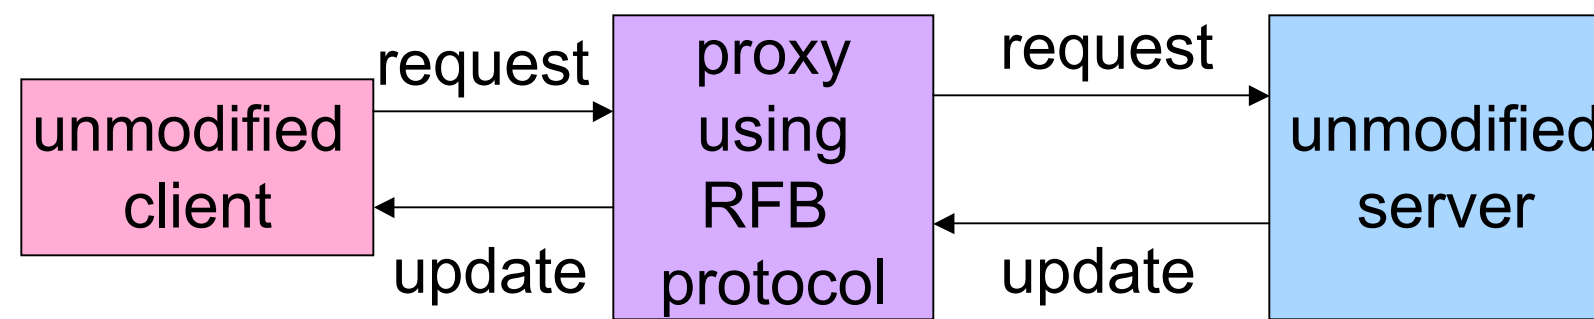 unmodified
client
request
update
proxy
using
RFB
protocol
request
update
unmodified
server